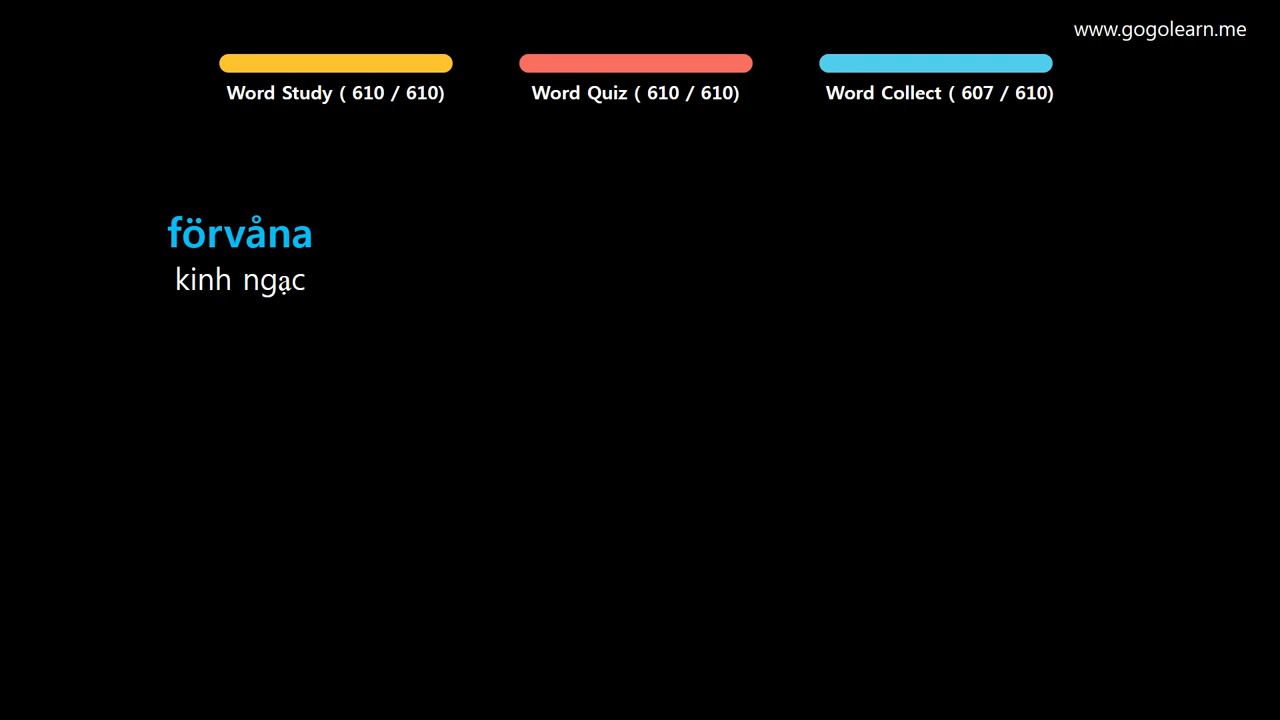 www.gogolearn.me
Word Study ( 610 / 610)
Word Quiz ( 610 / 610)
Word Collect ( 607 / 610)
förvåna
kinh ngạc